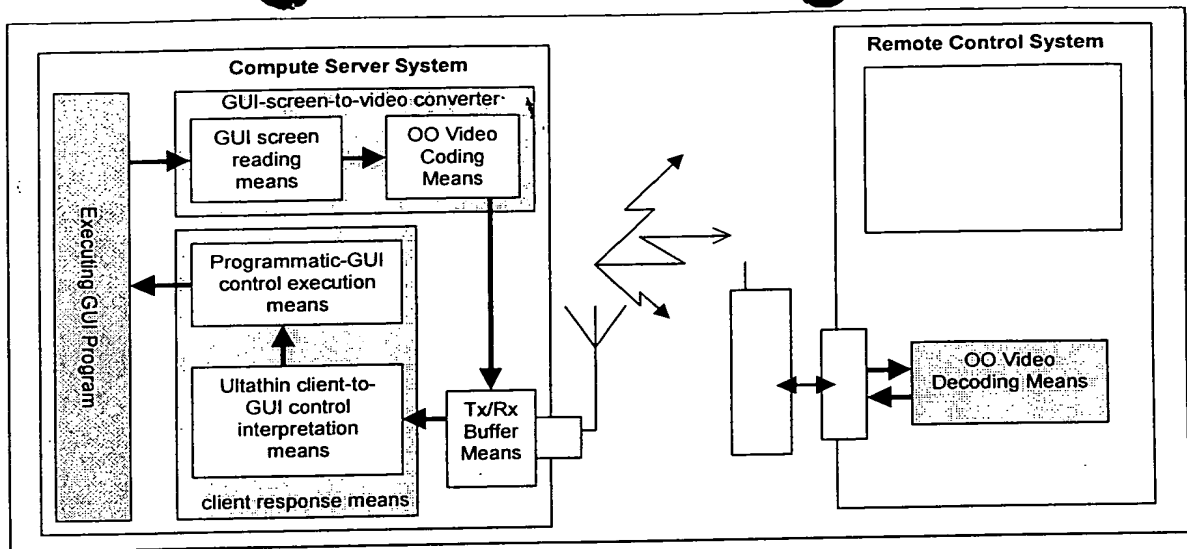 Compute Server System
GUI-screen-to-video converter
GUI screen
reading
means
OO Video
Coding
Means
Executing GUI Program
Programmatic-GUI
control execution
means
Ultathin client-to-
GUI control
interpretation
means
client response means
Tx/Rx
Buffer
Means
Remote Control System
OO Video
Decoding Means